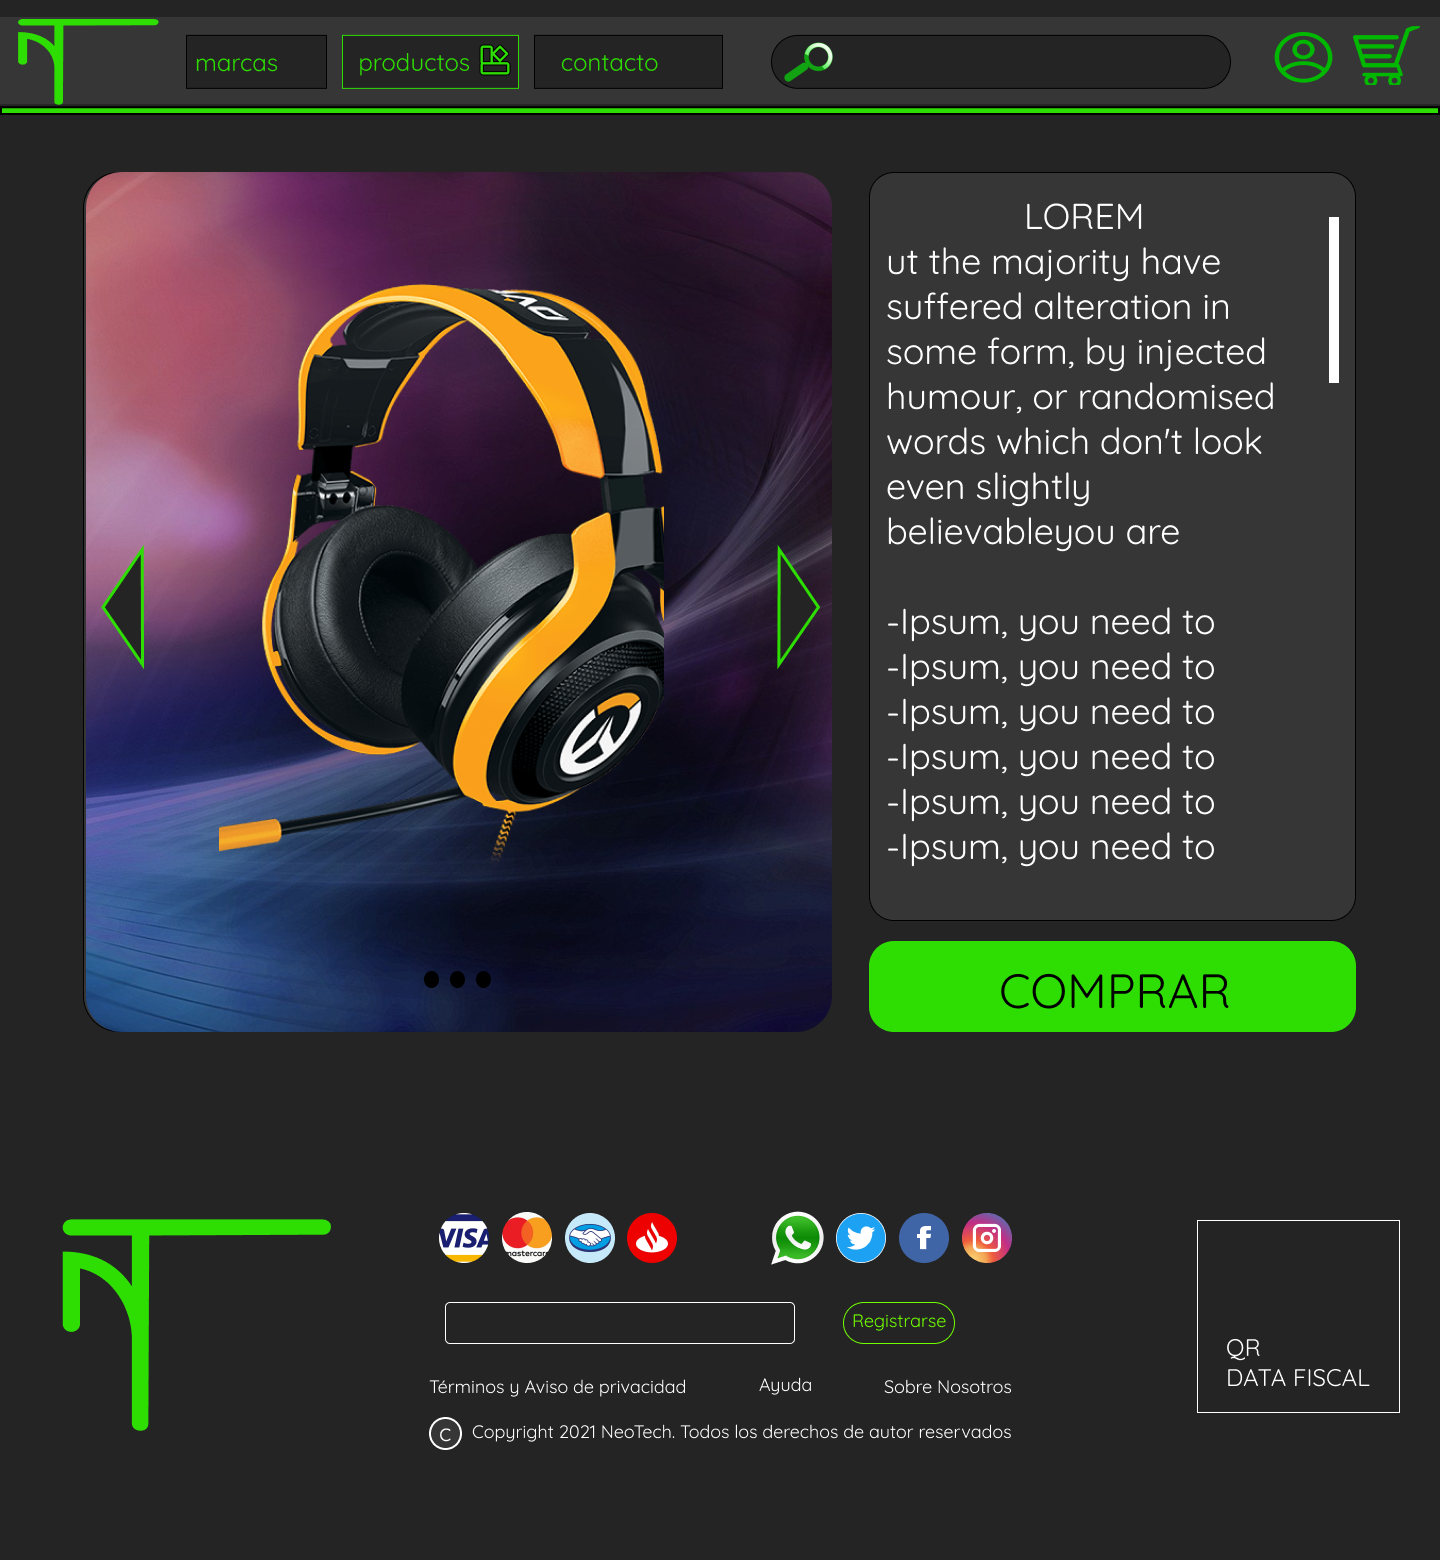 marcas
productos
contacto
LOREM
ut the majority have
suffered alteration in
some form, by injected
humour, or randomised
words which don't look
even slightly
believableyou are
-Ipsum, you need to
-Ipsum, you need to
-Ipsum, you need to
-Ipsum, you need to
-Ipsum, you need to
-Ipsum, you need to
COMPRAR
VISA
mastercard
f
Registrarse
QR
DATA FISCAL
Términos y Aviso de privacidad
Ayuda
Sobre Nosotros
C Copyright 2021 NeoTech. Todos los derechos de autor reservados